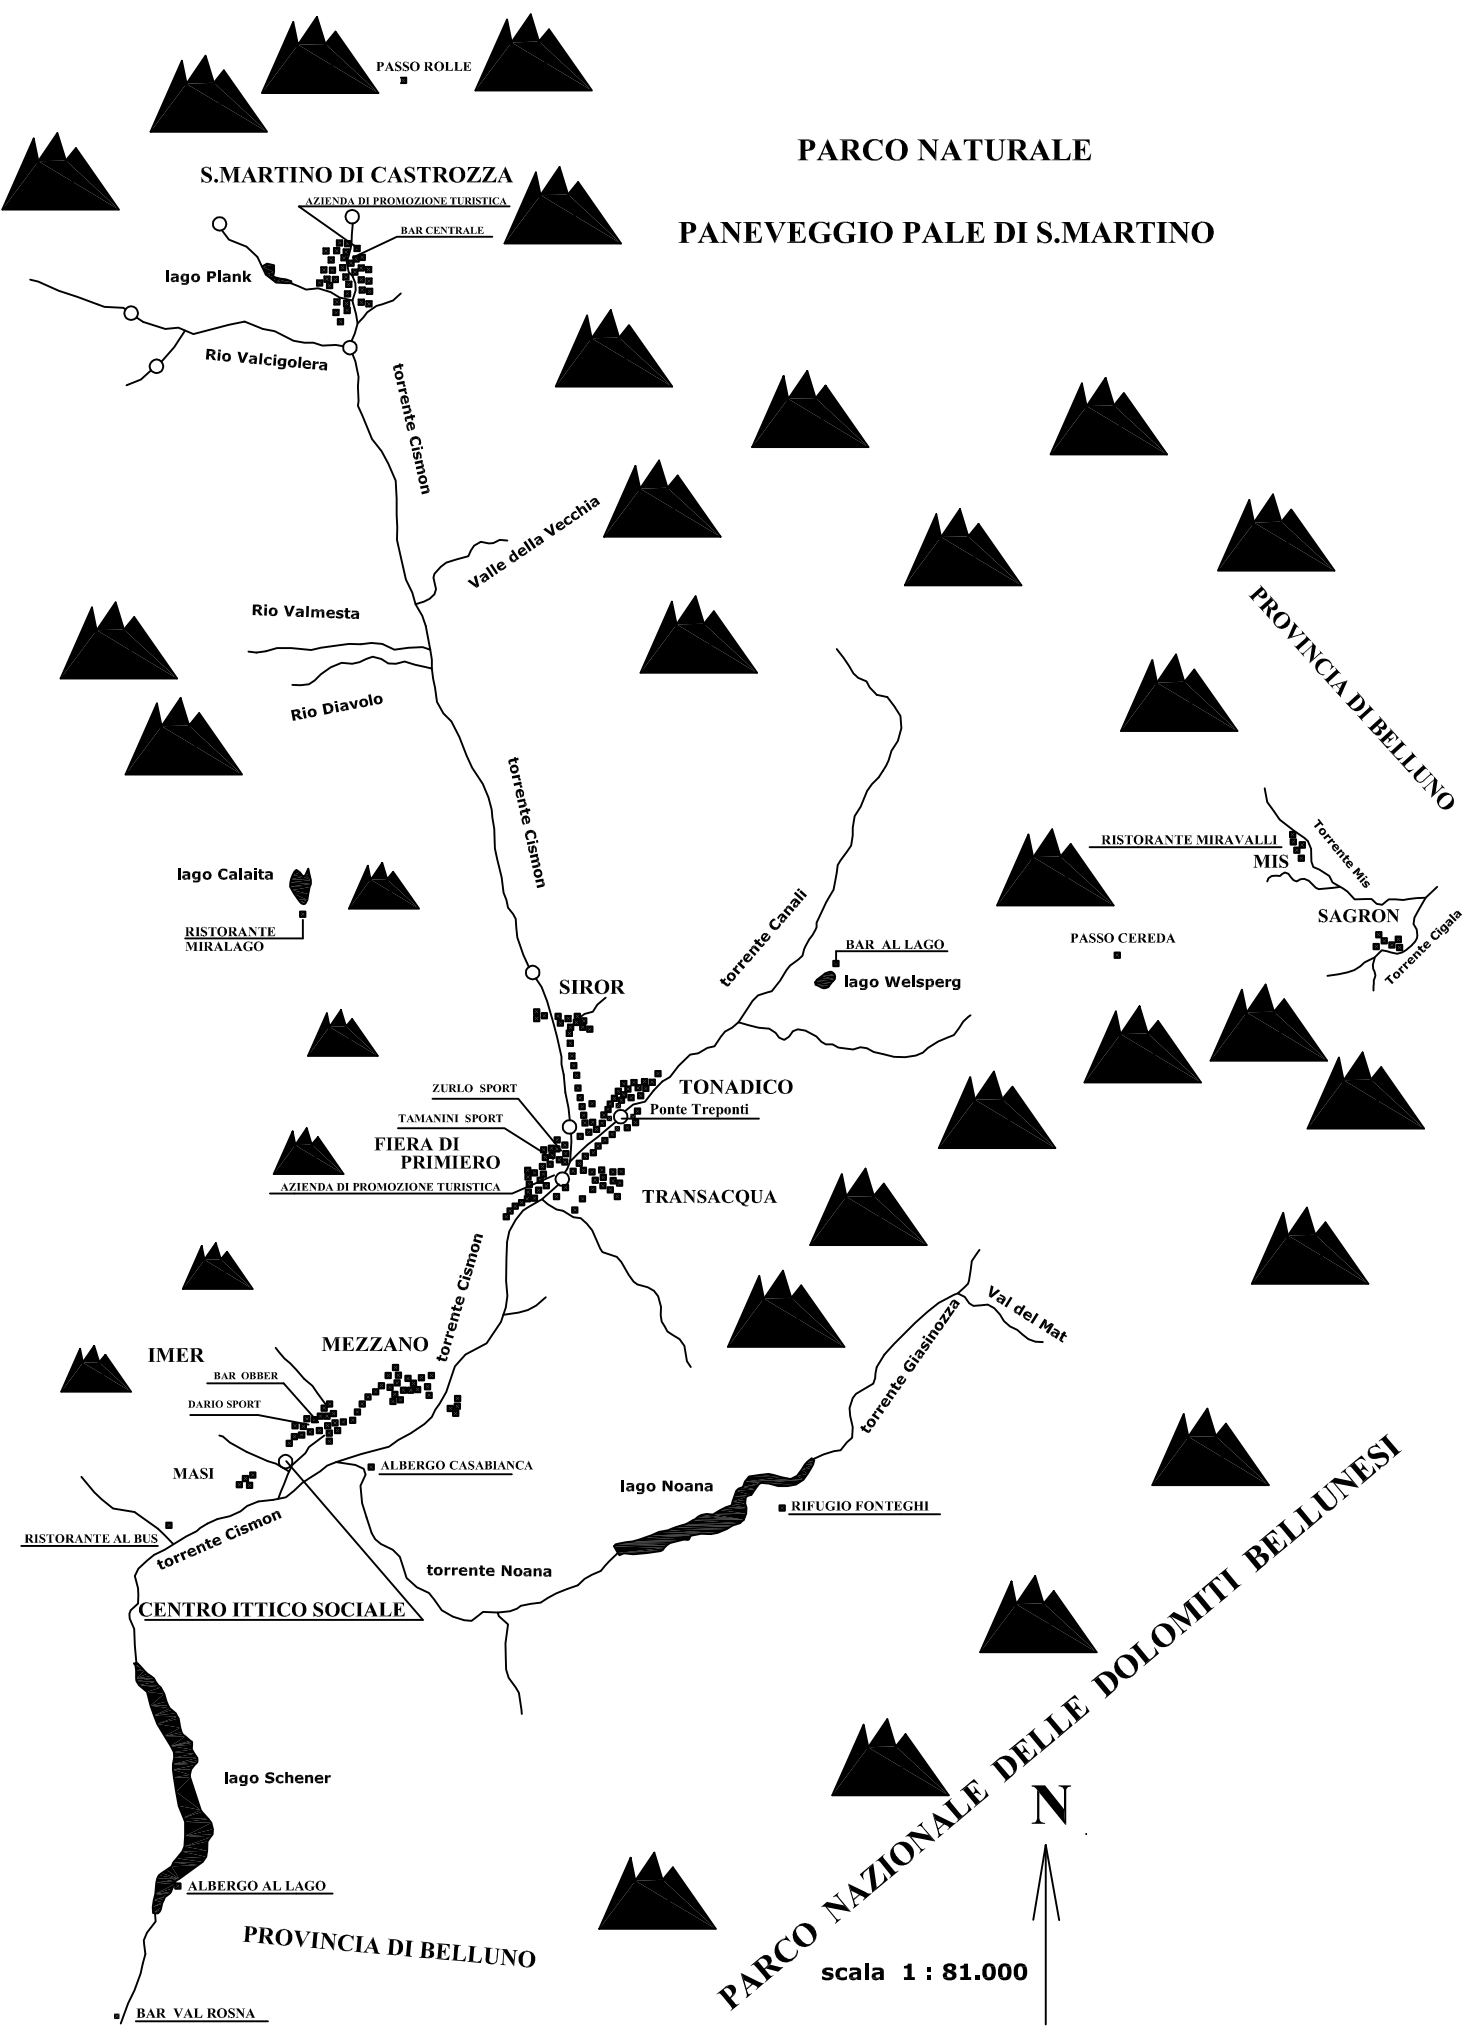 PASSO ROLLE
PARCO NATURALE
S.MARTINO DI CASTROZZA
AZIENDA DI PROMOZIONE TURISTICA
BAR CENTRALE
PANEVEGGIO PALE DI S.MARTINO
lago Plank
Rio Valcigolera
torrente Cismon
Valle della Vecchia
Rio Valmesta
Rio Diavolo
PROVINCIA DI BELLUNO
torrente Cismon
RISTORANTE MIRAVALLI
MIS
Torrente Mis
lago Calaita
RISTORANTE
MIRALAGO
torrente Canali
SAGRON
Torrente Cigala
PASSO CEREDA
BAR AL LAGO
lago Welsperg
SIROR
ZURLO SPORT
TONADICO
Ponte Treponti
TAMANINI SPORT
FIERA DI
PRIMIERO
AZIENDA DI PROMOZIONE TURISTICA
TRANSACQUA
torrente Cismon
Val del Mat
torrente Giasinozza
MEZZANO
IMER
BAR OBBER
DARIO SPORT
MASI
ALBERGO CASABIANCA
lago Noana
RIFUGIO FONTEGHI
RISTORANTE AL BUS
torrente Cismon
torrente Noana
CENTRO ITTICO SOCIALE
lago Schener
PARCO NAZIONALE DELLE DOLOMITI BELLUNESI
N
ALBERGO AL LAGO
PROVINCIA DI BELLUNO
scala 1 : 81.000
BAR VAL ROSNA